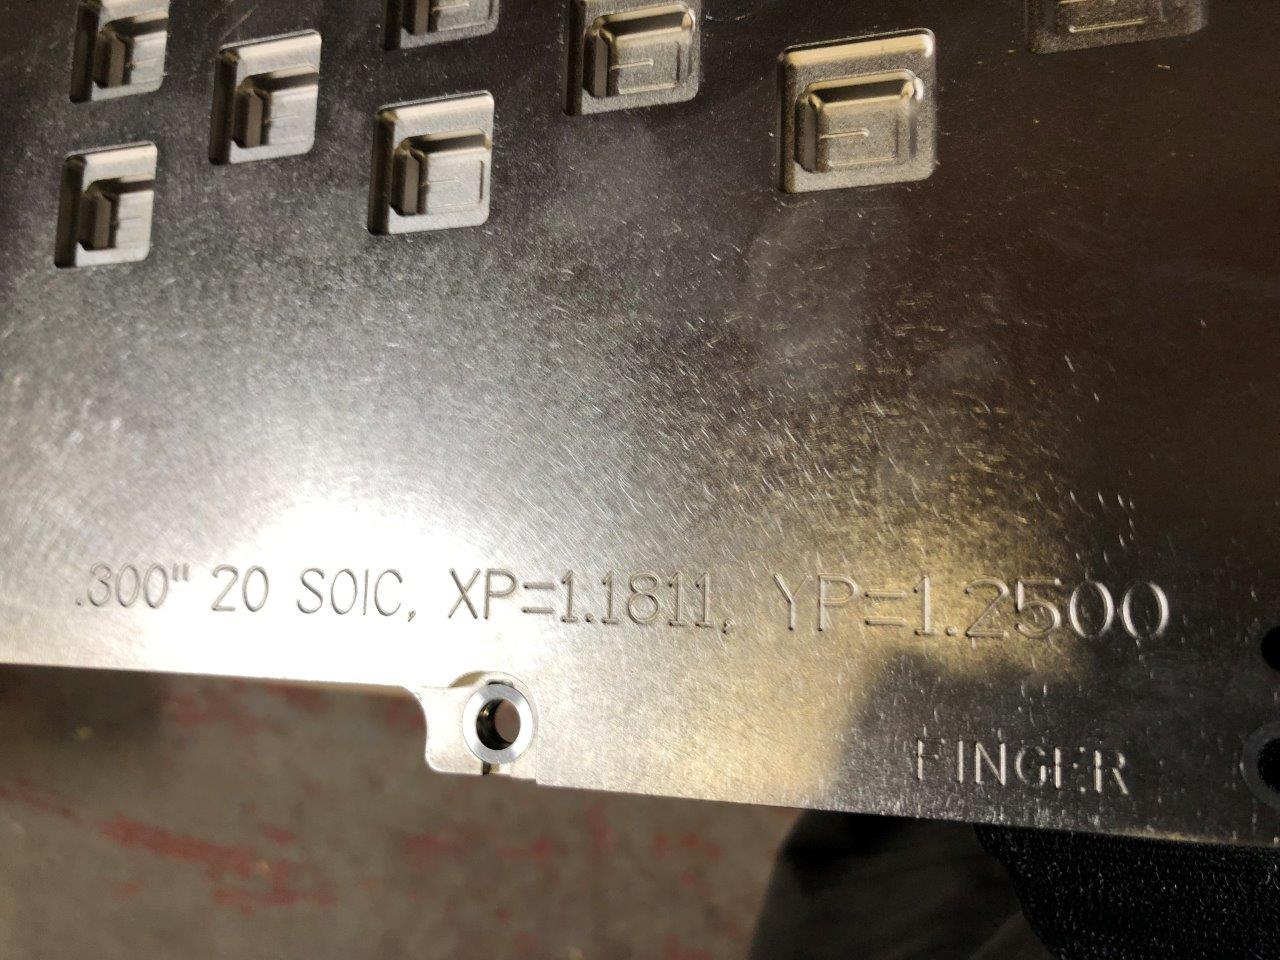 .300" 20 SOIC, XP=1.1811, YP=1.2500
FINGER